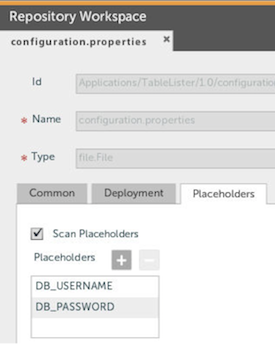 Repository Workspace
configuration.properties ×
Id Applications/TableLister/1.0/configuratio
* Name configuration.properties
* Type file.File
Common Deployment Placeholders
Scan Placeholders
Placeholders + −
DB_USERNAME
DB_PASSWORD